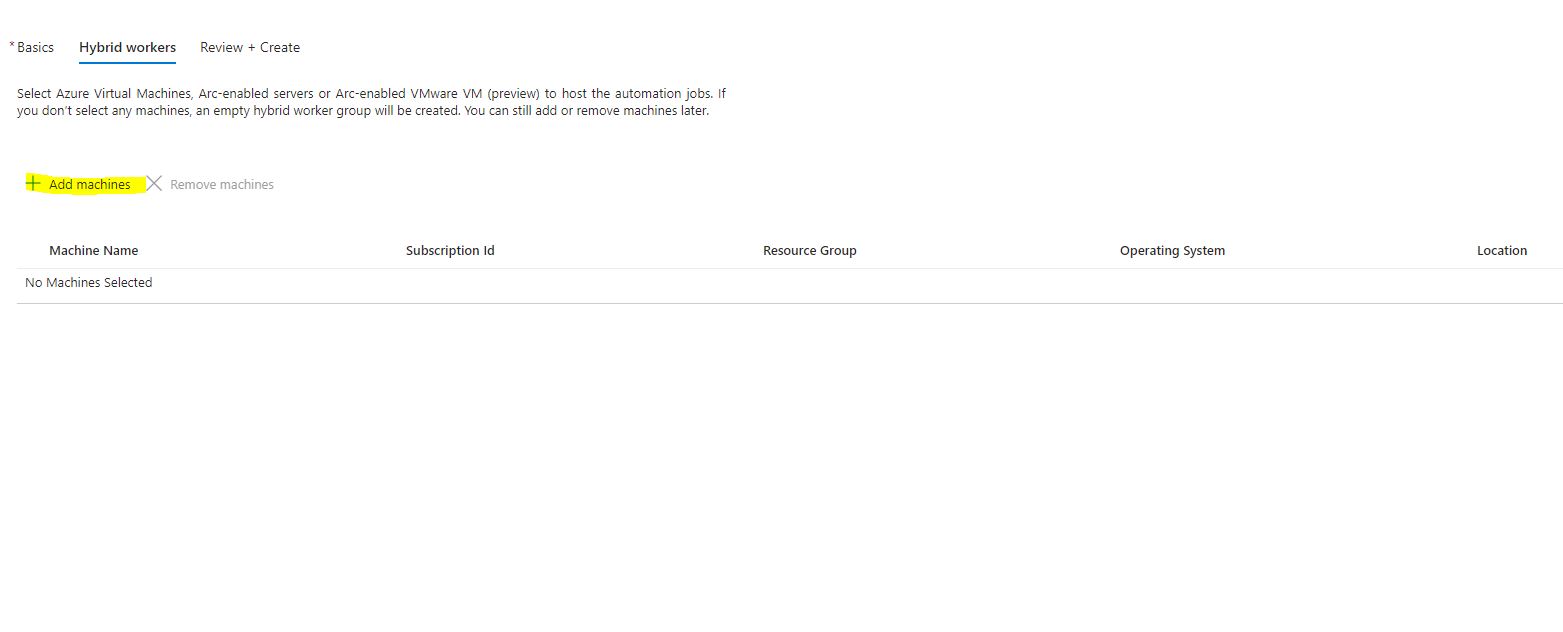 * Basics Hybrid workers Review + Create
Select Azure Virtual Machines, Arc-enabled servers or Arc-enabled VMware VM (preview) to host the automation jobs. If
you don't select any machines, an empty hybrid worker group will be created. You can still add or remove machines later.
Add machines Remove machines
Machine Name Subscription Id Resource Group Operating System Location
No Machines Selected